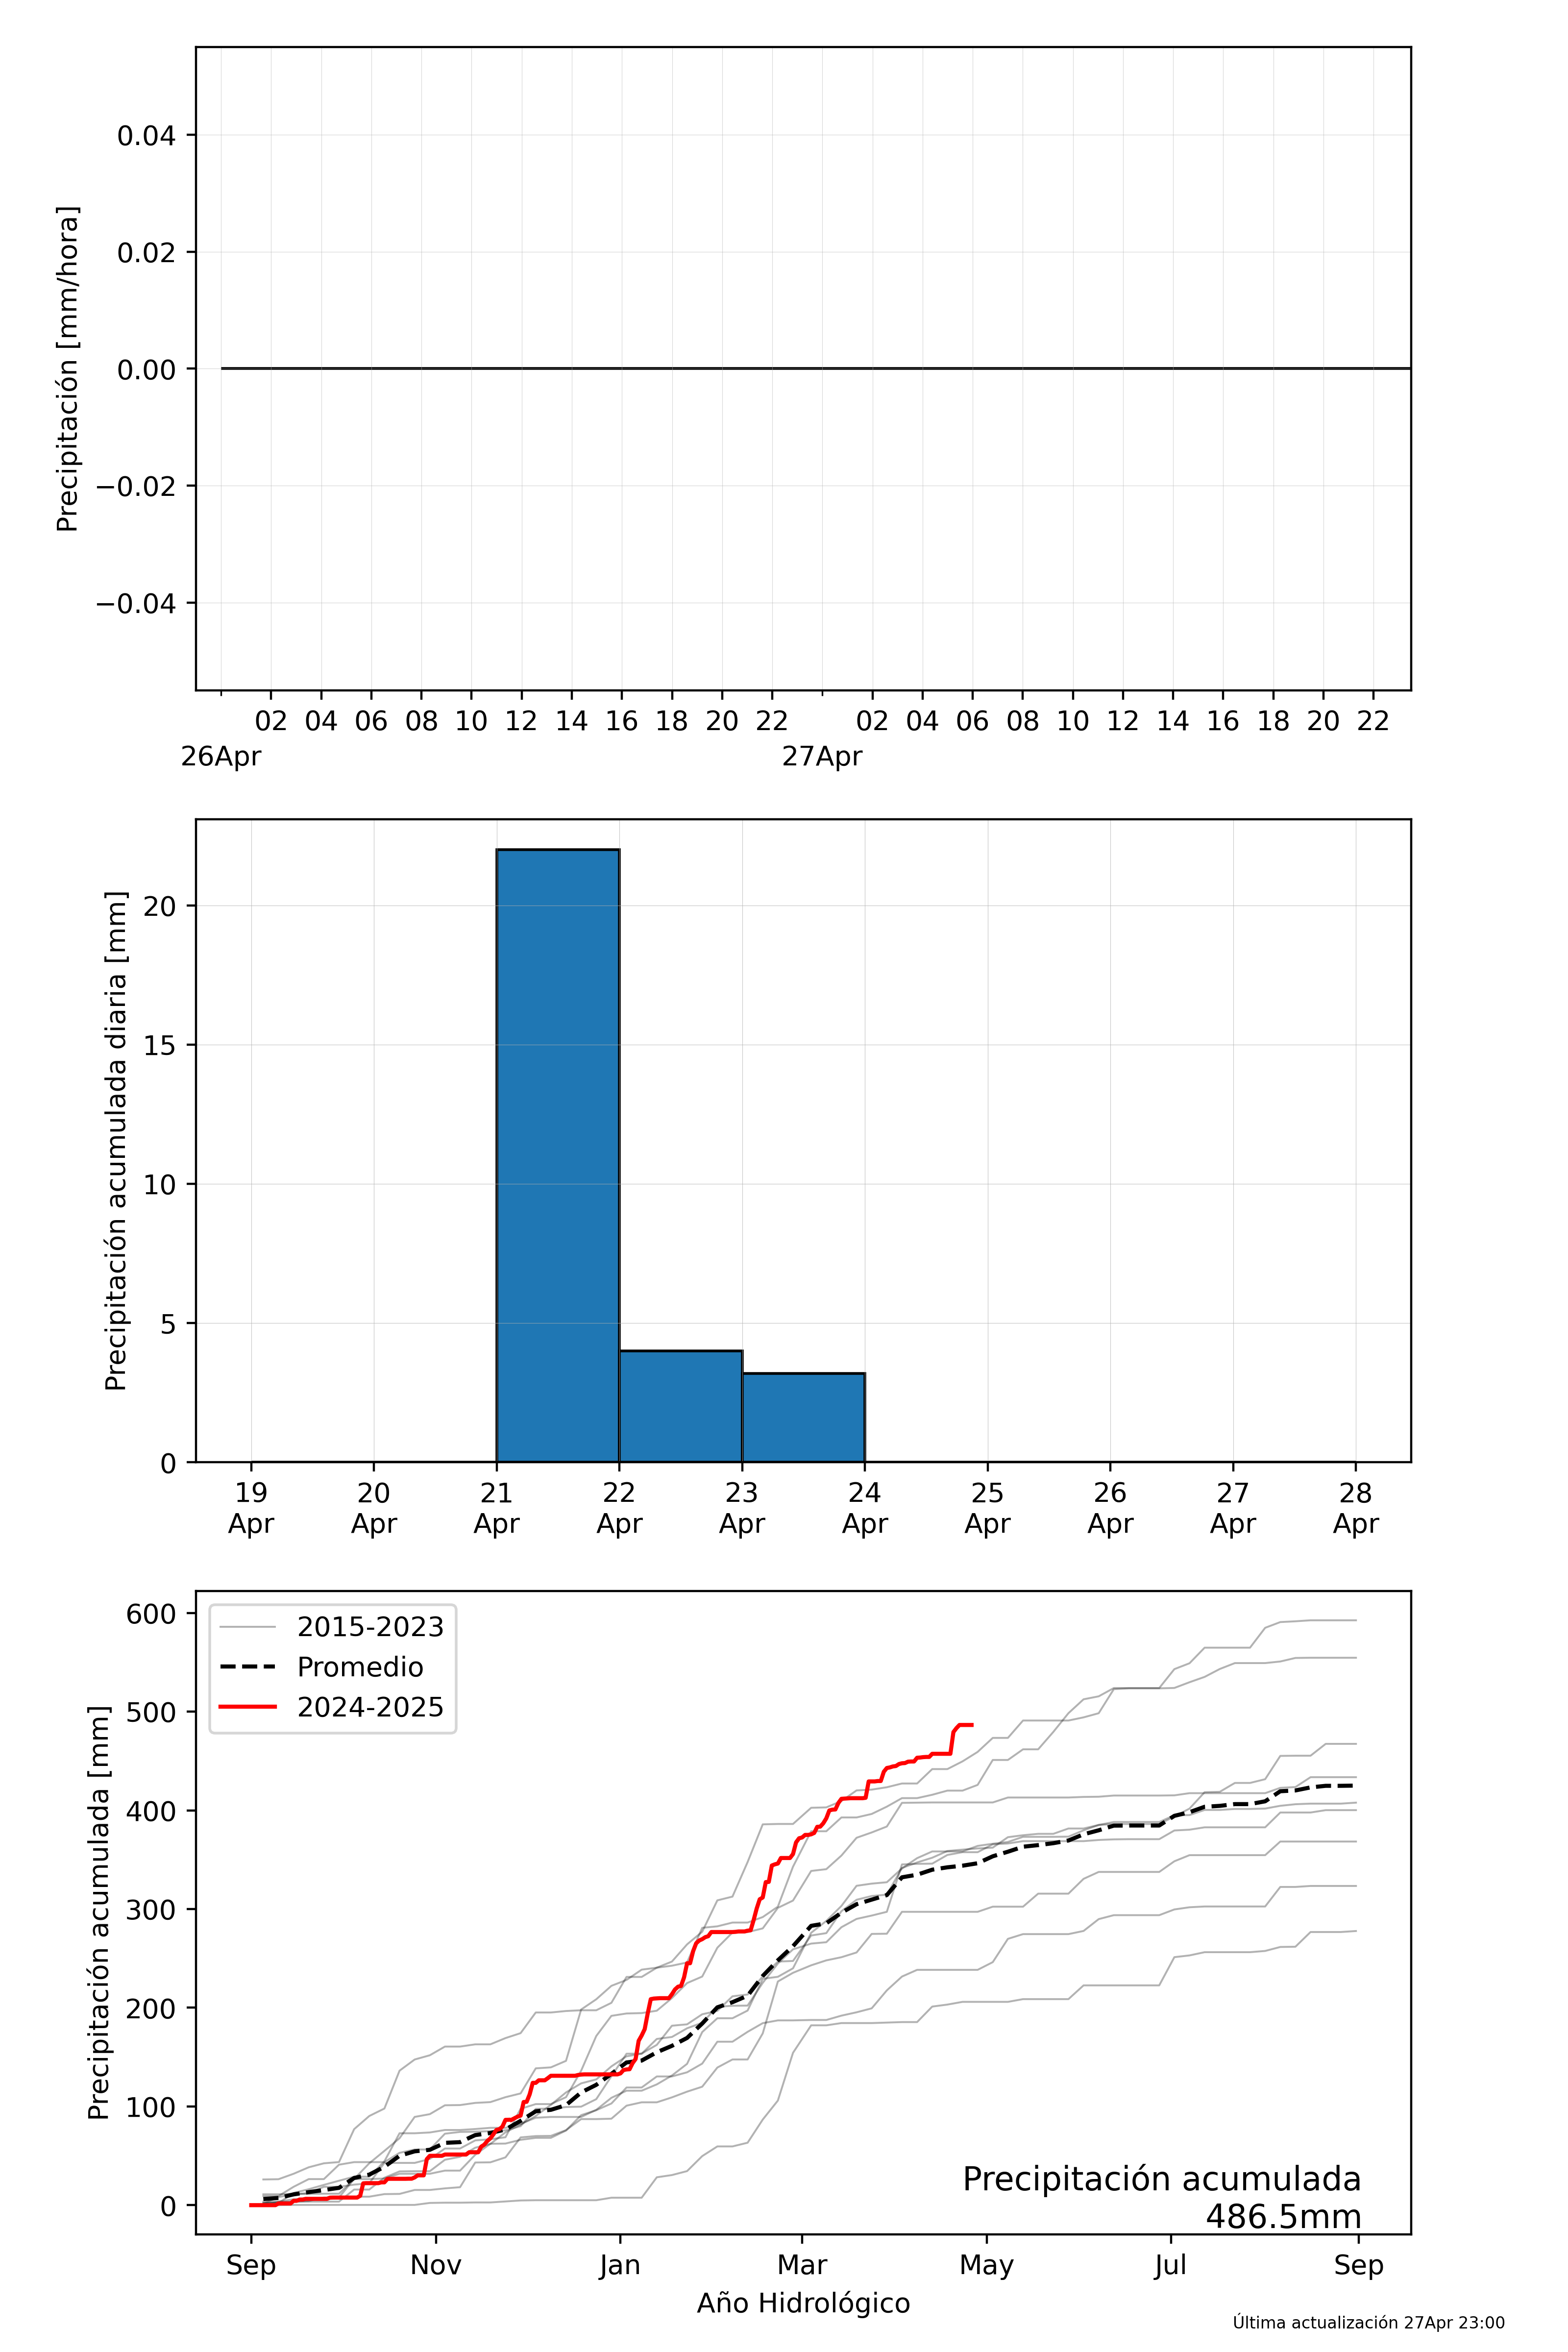 Precipitación [mm/hora]
0.04
0.02
0.00
−0.02
−0.04
02 04 06 08 10 12 14 16 18 20 22 02 04 06 08 10 12 14 16 18 20 22
26Apr 27Apr
Precipitación acumulada diaria [mm]
20
15
10
5
0
19 20 21 22 23 24 25 26 27 28
Apr Apr Apr Apr Apr Apr Apr Apr Apr Apr
Precipitación acumulada [mm]
600
500
400
300
200
100
0
2015-2023
Promedio
2024-2025
Precipitación acumulada
486.5mm
Sep Nov Jan Mar May Jul Sep
Año Hidrológico
Última actualización 27Apr 23:00